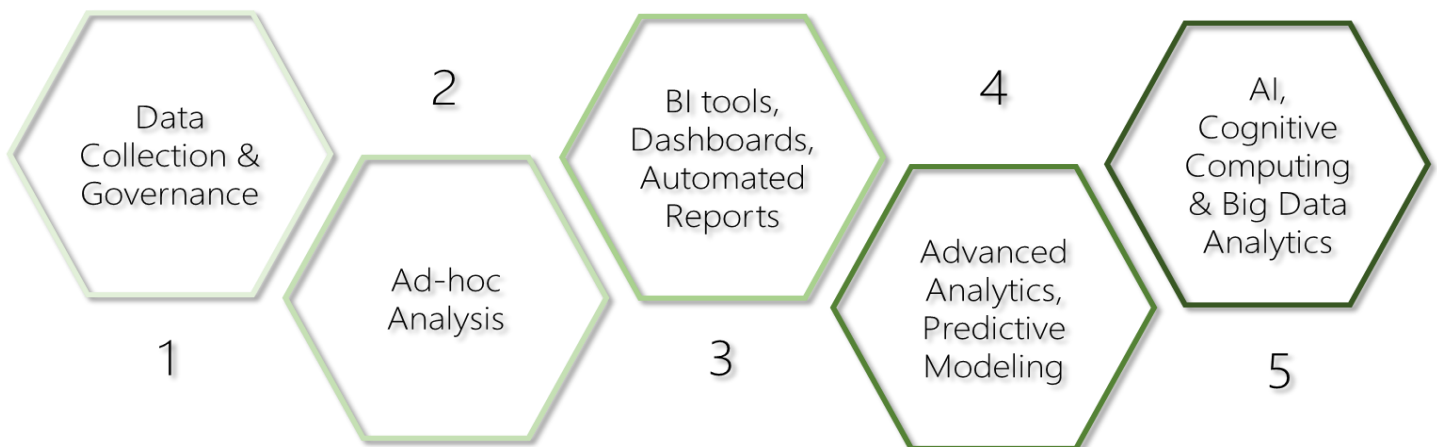 Data
Collection &
Governance
1
2
Ad-hoc
Analysis
BI tools,
Dashboards,
Automated
Reports
3
4
Advanced
Analytics,
Predictive
Modeling
AI,
Cognitive
Computing
& Big Data
Analytics
5